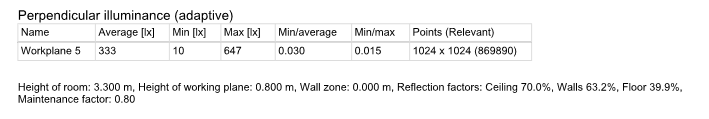 Perpendicular illuminance (adaptive)
Name Average [lx] Min [lx] Max [lx] Min/average Min/max Points (Relevant)
Workplane 5 333 10 647 0.030 0.015 1024 x 1024 (869890)
Height of room: 3.300 m, Height of working plane: 0.800 m, Wall zone: 0.000 m, Reflection factors: Ceiling 70.0%, Walls 63.2%, Floor 39.9%,
Maintenance factor: 0.80